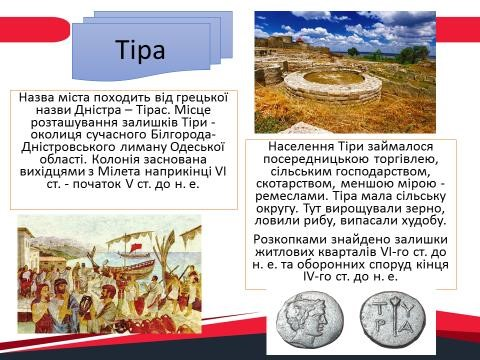 Тіра
Назва міста походить від грецької
назви Дністра – Тірас. Місце
розташування залишків Тіри -
околиця сучасного Білгорода-
Дністровського лиману Одеської
області. Колонія заснована
вихідцями з Мілета наприкінці VI
ст. - початок V ст. до н. е.
Населення Тіри займалося
посередницькою торгівлею,
сільським господарством,
скотарством, меншою мірою -
ремеслами. Тіра мала сільську
округу. Тут вирощували зерно,
ловили рибу, випасали худобу.
Розкопками знайдено залишки
житлових кварталів VI-го ст. до
н. е. та оборонних споруд кінця
IV-го ст. до н. е.
Τ Υ
Ρ Α